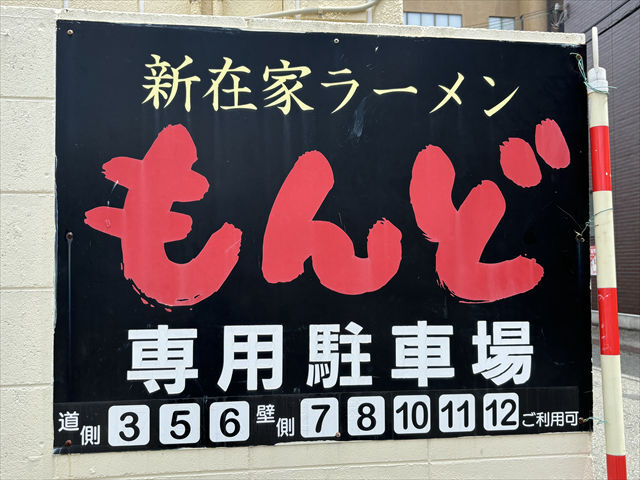 新在家ラーメン
もんど
専用駐車場
道側 3 5 6 壁側 7 8 10 11 12 ご利用可